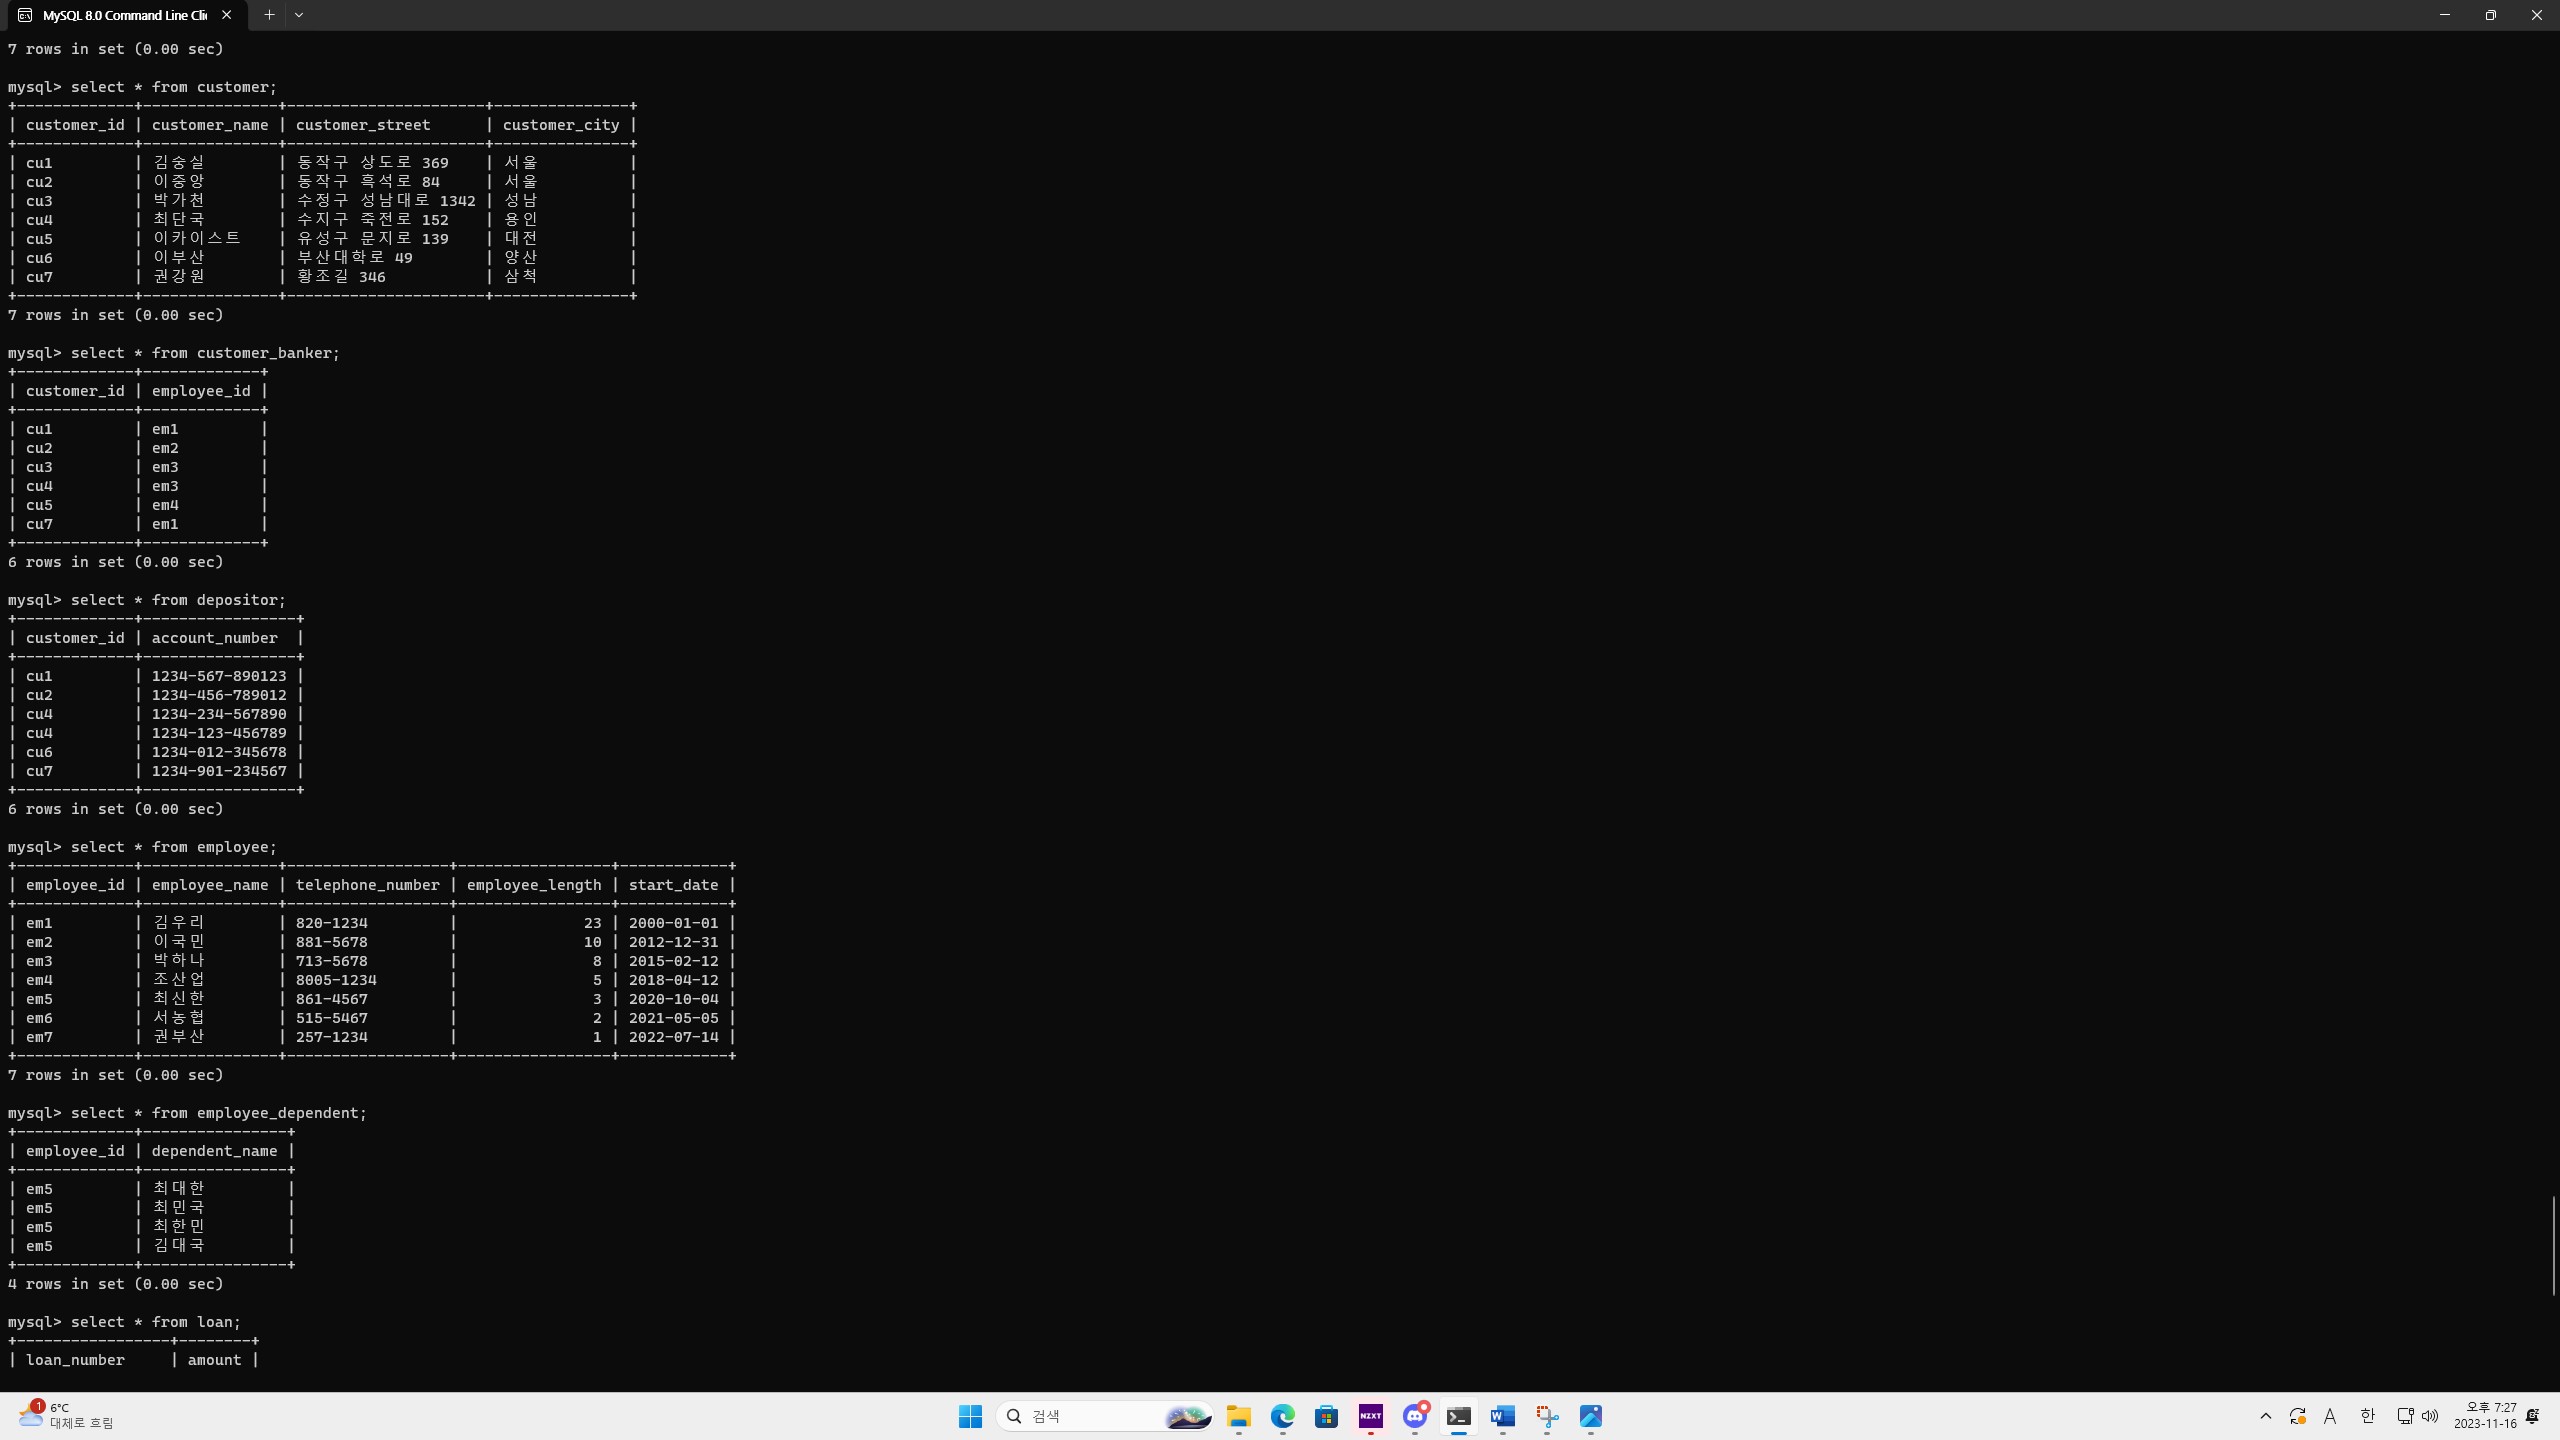 MySQL 8.0 Command Line Cli
7 rows in set (0.00 sec)
mysql> select * from customer;
+-------------+---------------+----------------------+---------------+
| customer_id | customer_name | customer_street      | customer_city |
+-------------+---------------+----------------------+---------------+
| cu1         | 김숭실        | 동작구 상도로 369    | 서울          |
| cu2         | 이중앙        | 동작구 흑석로 84     | 서울          |
| cu3         | 박가천        | 수정구 성남대로 1342 | 성남          |
| cu4         | 최단국        | 수지구 죽전로 152    | 용인          |
| cu5         | 이카이스트    | 유성구 문지로 139    | 대전          |
| cu6         | 이부산        | 부산대학로 49        | 양산          |
| cu7         | 권강원        | 황조길 346           | 삼척          |
+-------------+---------------+----------------------+---------------+
7 rows in set (0.00 sec)
mysql> select * from customer_banker;
+-------------+-------------+
| customer_id | employee_id |
+-------------+-------------+
| cu1         | em1         |
| cu2         | em2         |
| cu3         | em3         |
| cu4         | em3         |
| cu5         | em4         |
| cu7         | em1         |
+-------------+-------------+
6 rows in set (0.00 sec)
mysql> select * from depositor;
+-------------+-----------------+
| customer_id | account_number  |
+-------------+-----------------+
| cu1         | 1234-567-890123 |
| cu2         | 1234-456-789012 |
| cu4         | 1234-234-567890 |
| cu4         | 1234-123-456789 |
| cu6         | 1234-012-345678 |
| cu7         | 1234-901-234567 |
+-------------+-----------------+
6 rows in set (0.00 sec)
mysql> select * from employee;
+-------------+---------------+------------------+-----------------+------------+
| employee_id | employee_name | telephone_number | employee_length | start_date |
+-------------+---------------+------------------+-----------------+------------+
| em1         | 김우리        | 820-1234         |              23 | 2000-01-01 |
| em2         | 이국민        | 881-5678         |              10 | 2012-12-31 |
| em3         | 박하나        | 713-5678         |               8 | 2015-02-12 |
| em4         | 조산업        | 8005-1234        |               5 | 2018-04-12 |
| em5         | 최신한        | 861-4567         |               3 | 2020-10-04 |
| em6         | 서농협        | 515-5467         |               2 | 2021-05-05 |
| em7         | 권부산        | 257-1234         |               1 | 2022-07-14 |
+-------------+---------------+------------------+-----------------+------------+
7 rows in set (0.00 sec)
mysql> select * from employee_dependent;
+-------------+----------------+
| employee_id | dependent_name |
+-------------+----------------+
| em5         | 최대한         |
| em5         | 최민국         |
| em5         | 최한민         |
| em5         | 김대국         |
+-------------+----------------+
4 rows in set (0.00 sec)
mysql> select * from loan;
+-----------------+--------+
| loan_number     | amount |
1 6°C
대체로 흐림
검색
NZXT
A 한
오후 7:27
2023-11-16